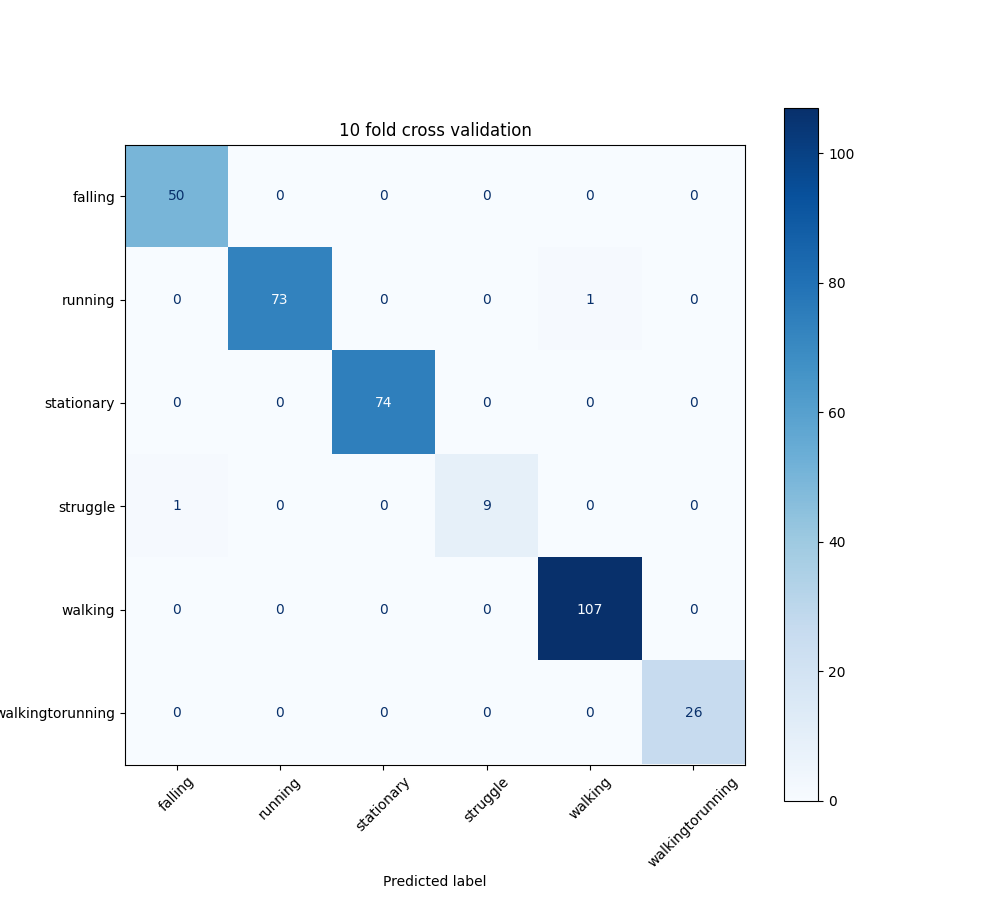 10 fold cross validation
falling 50 0 0 0 0 0
running 0 73 0 0 1 0
stationary 0 0 74 0 0 0
struggle 1 0 0 9 0 0
walking 0 0 0 0 107 0
walkingtorunning 0 0 0 0 0 26
falling running stationary struggle walking walkingtorunning
Predicted label
100
80
60
40
20
0